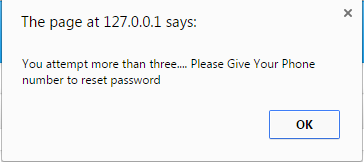 The page at 127.0.0.1 says:
You attempt more than three.... Please Give Your Phone
number to reset password
OK